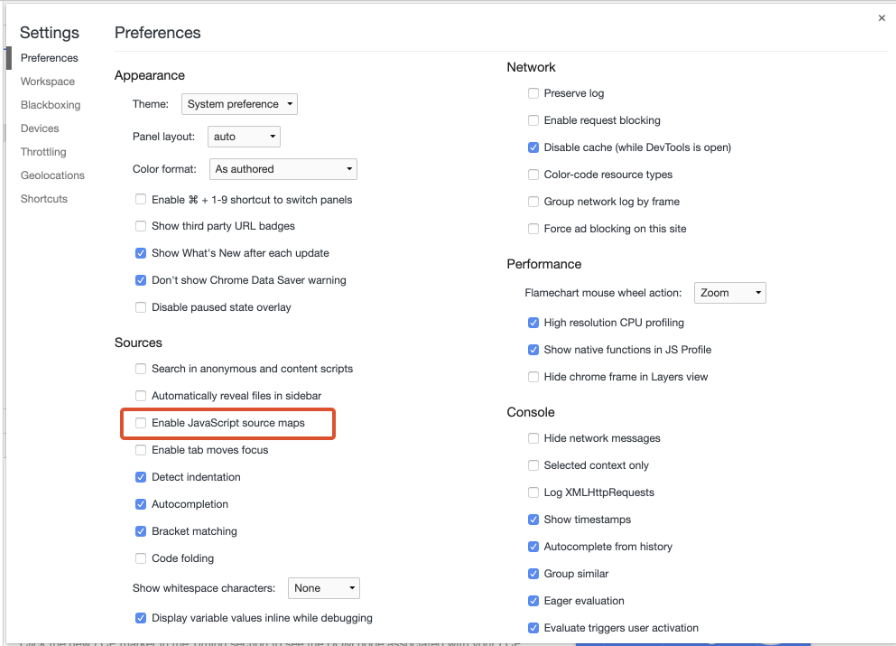 ×
Settings
Preferences
Workspace
Blackboxing
Devices
Throttling
Geolocations
Shortcuts
Preferences
Appearance
Theme: System preference
Panel layout: auto
Color format: As authored
Enable ⌘ + 1-9 shortcut to switch panels
Show third party URL badges
Show What's New after each update
Don't show Chrome Data Saver warning
Disable paused state overlay
Sources
Search in anonymous and content scripts
Automatically reveal files in sidebar
Enable JavaScript source maps
Enable tab moves focus
Detect indentation
Autocompletion
Bracket matching
Code folding
Show whitespace characters: None
Display variable values inline while debugging
Network
Preserve log
Enable request blocking
Disable cache (while DevTools is open)
Color-code resource types
Group network log by frame
Force ad blocking on this site
Performance
Flamechart mouse wheel action: Zoom
High resolution CPU profiling
Show native functions in JS Profile
Hide chrome frame in Layers view
Console
Hide network messages
Selected context only
Log XMLHttpRequests
Show timestamps
Autocomplete from history
Group similar
Eager evaluation
Evaluate triggers user activation